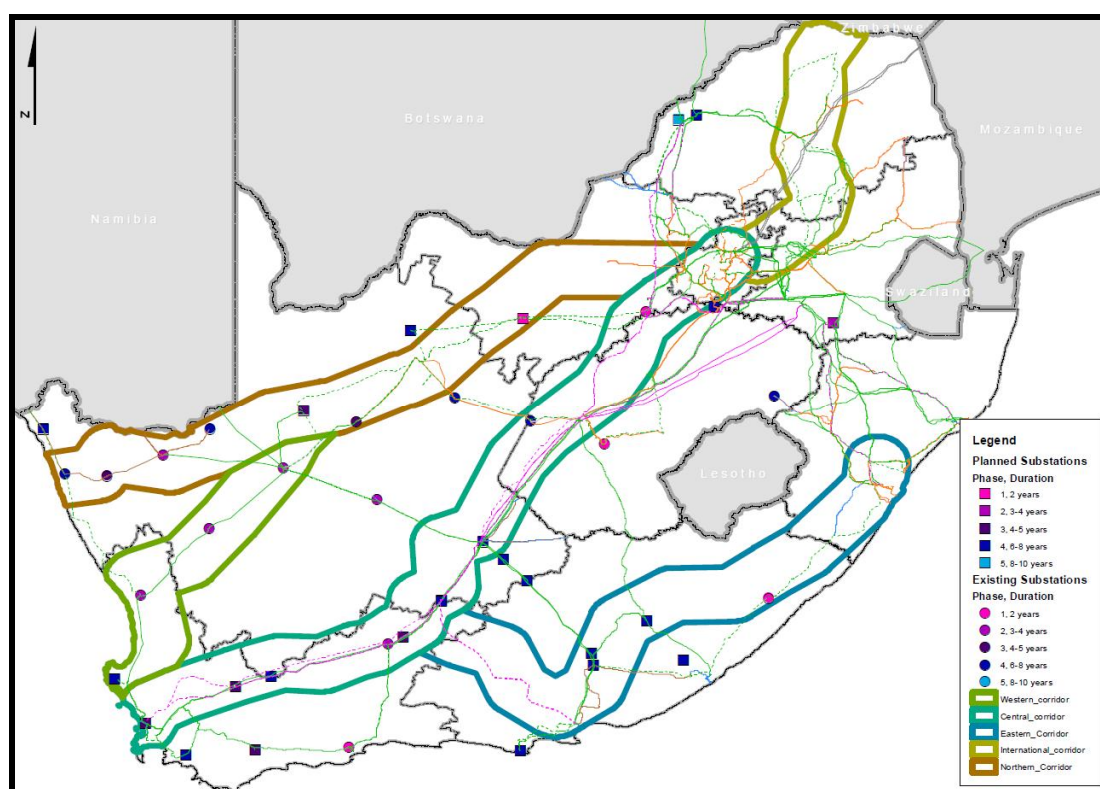 Zimbabwe
Botswana
Mozambique
N
Namibia
Swaziland
Lesotho
Legend
Planned Substations
Phase, Duration
1, 2 years
2, 3-4 years
3, 4-5 years
4, 6-8 years
5, 8-10 years
Existing Substations
Phase, Duration
1, 2 years
2, 3-4 years
3, 4-5 years
4, 6-8 years
5, 8-10 years
Western_corridor
Central_corridor
Eastern_Corridor
International_corridor
Northern_Corridor